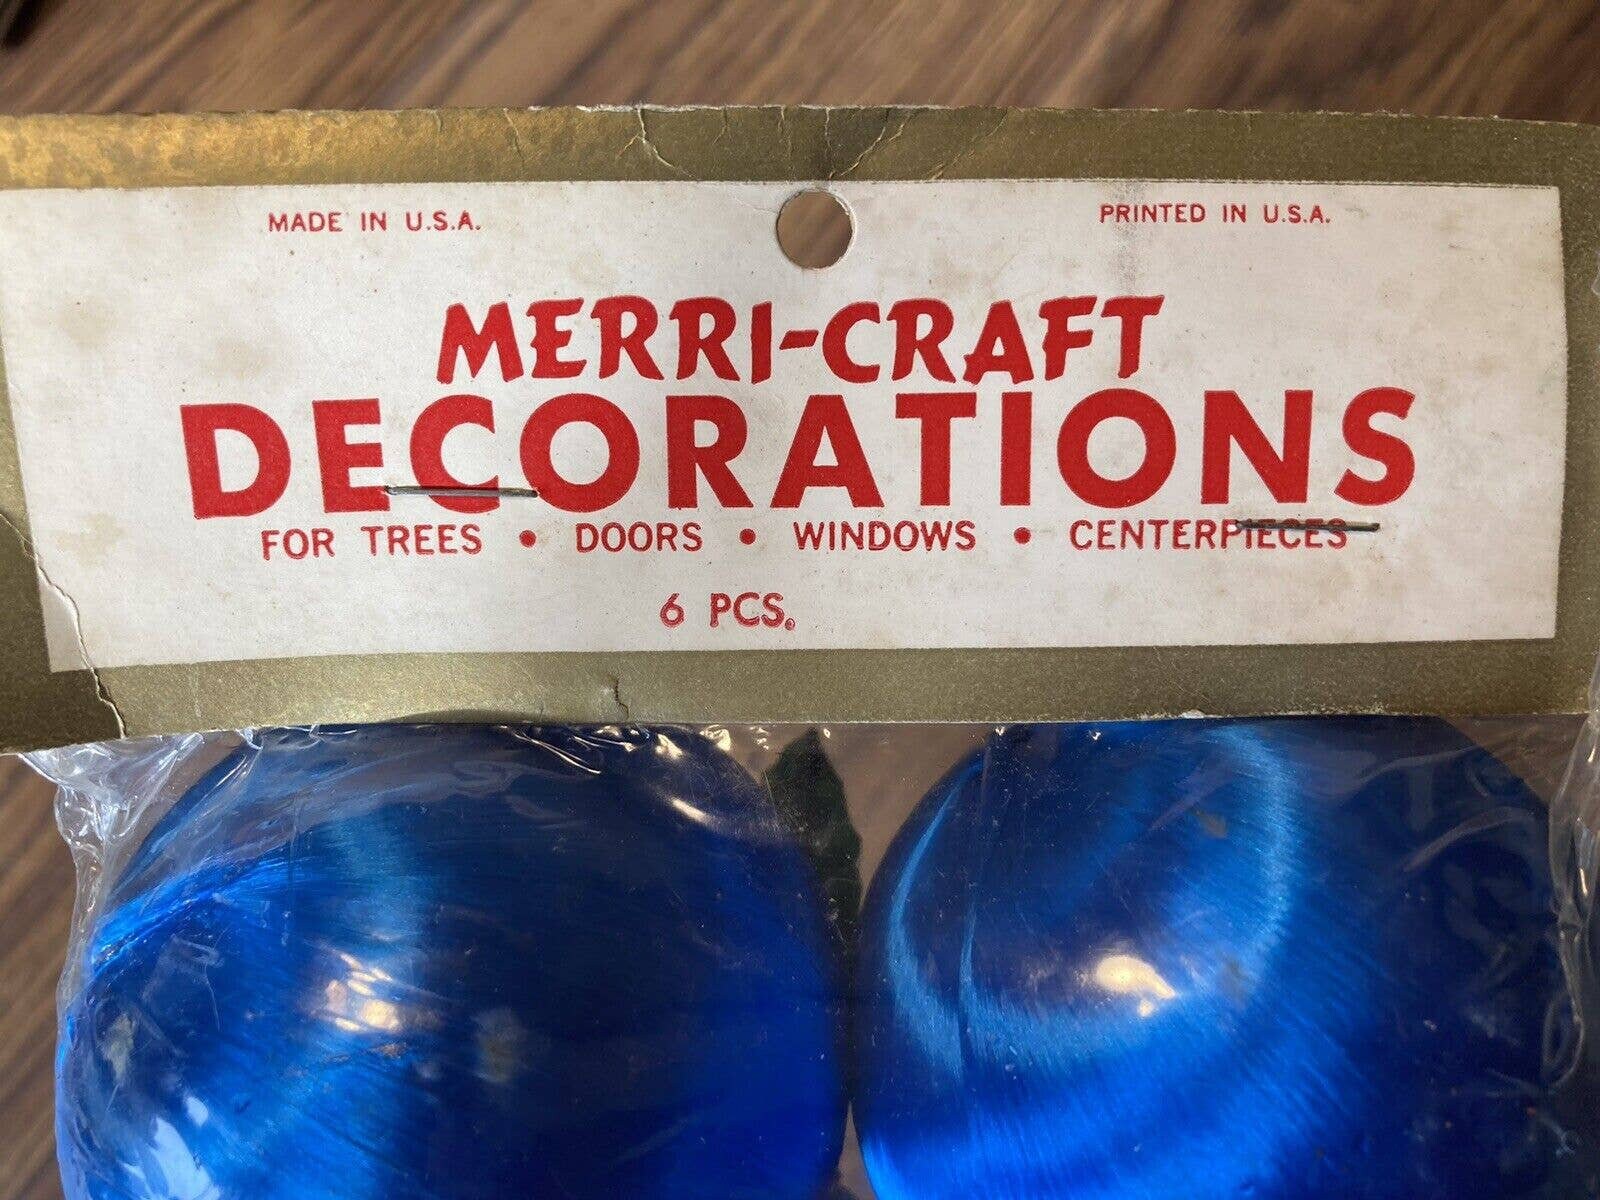 MADE IN U.S.A.
PRINTED IN U.S.A.
MERRI-CRAFT
DECORATIONS
FOR TREES • DOORS • WINDOWS • CENTERPIECES
6 PCS.